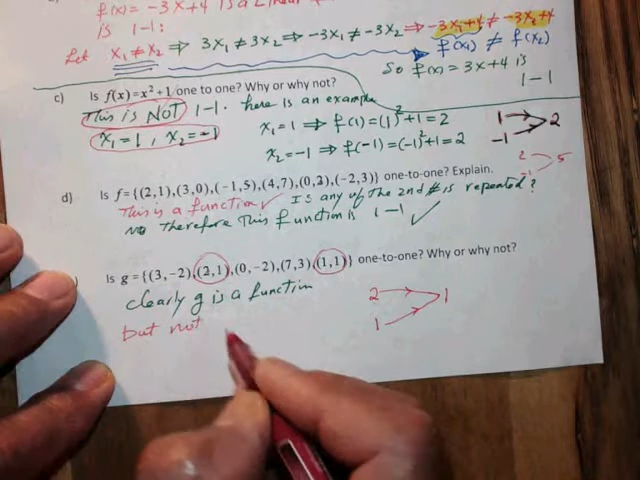 f(x) = -3x+4 is a Linear f
is 1-1:
Let x₁ ≠ x₂ ⇒ 3x₁ ≠ 3x₂ ⇒ -3x₁ ≠ -3x₂ ⇒ -3x₁+4 ≠ -3x₂+4
f(x₁) ≠ f(x₂)
So f(x) = 3x+4 is
1-1
c) Is f(x)=x²+1 one to one? Why or why not?
This is NOT 1-1. here is an example
x₁=1, x₂=-1
x₁=1 ⇒ f(1)=(1)²+1=2
x₂=-1 ⇒ f(-1)=(-1)²+1=2
1 → 2
-1
2 5
d) Is f={(2,1),(3,0),(-1,5),(4,7),(0,2),(-2,3)} one-to-one? Explain.
This is a function ✓ Is any of the 2nd #s repeated?
No therefore This function is 1-1 ✓
Is g={(3,-2),(2,1),(0,-2),(7,3),(1,1)} one-to-one? Why or why not?
clearly g is a function
but not
2 → 1
1